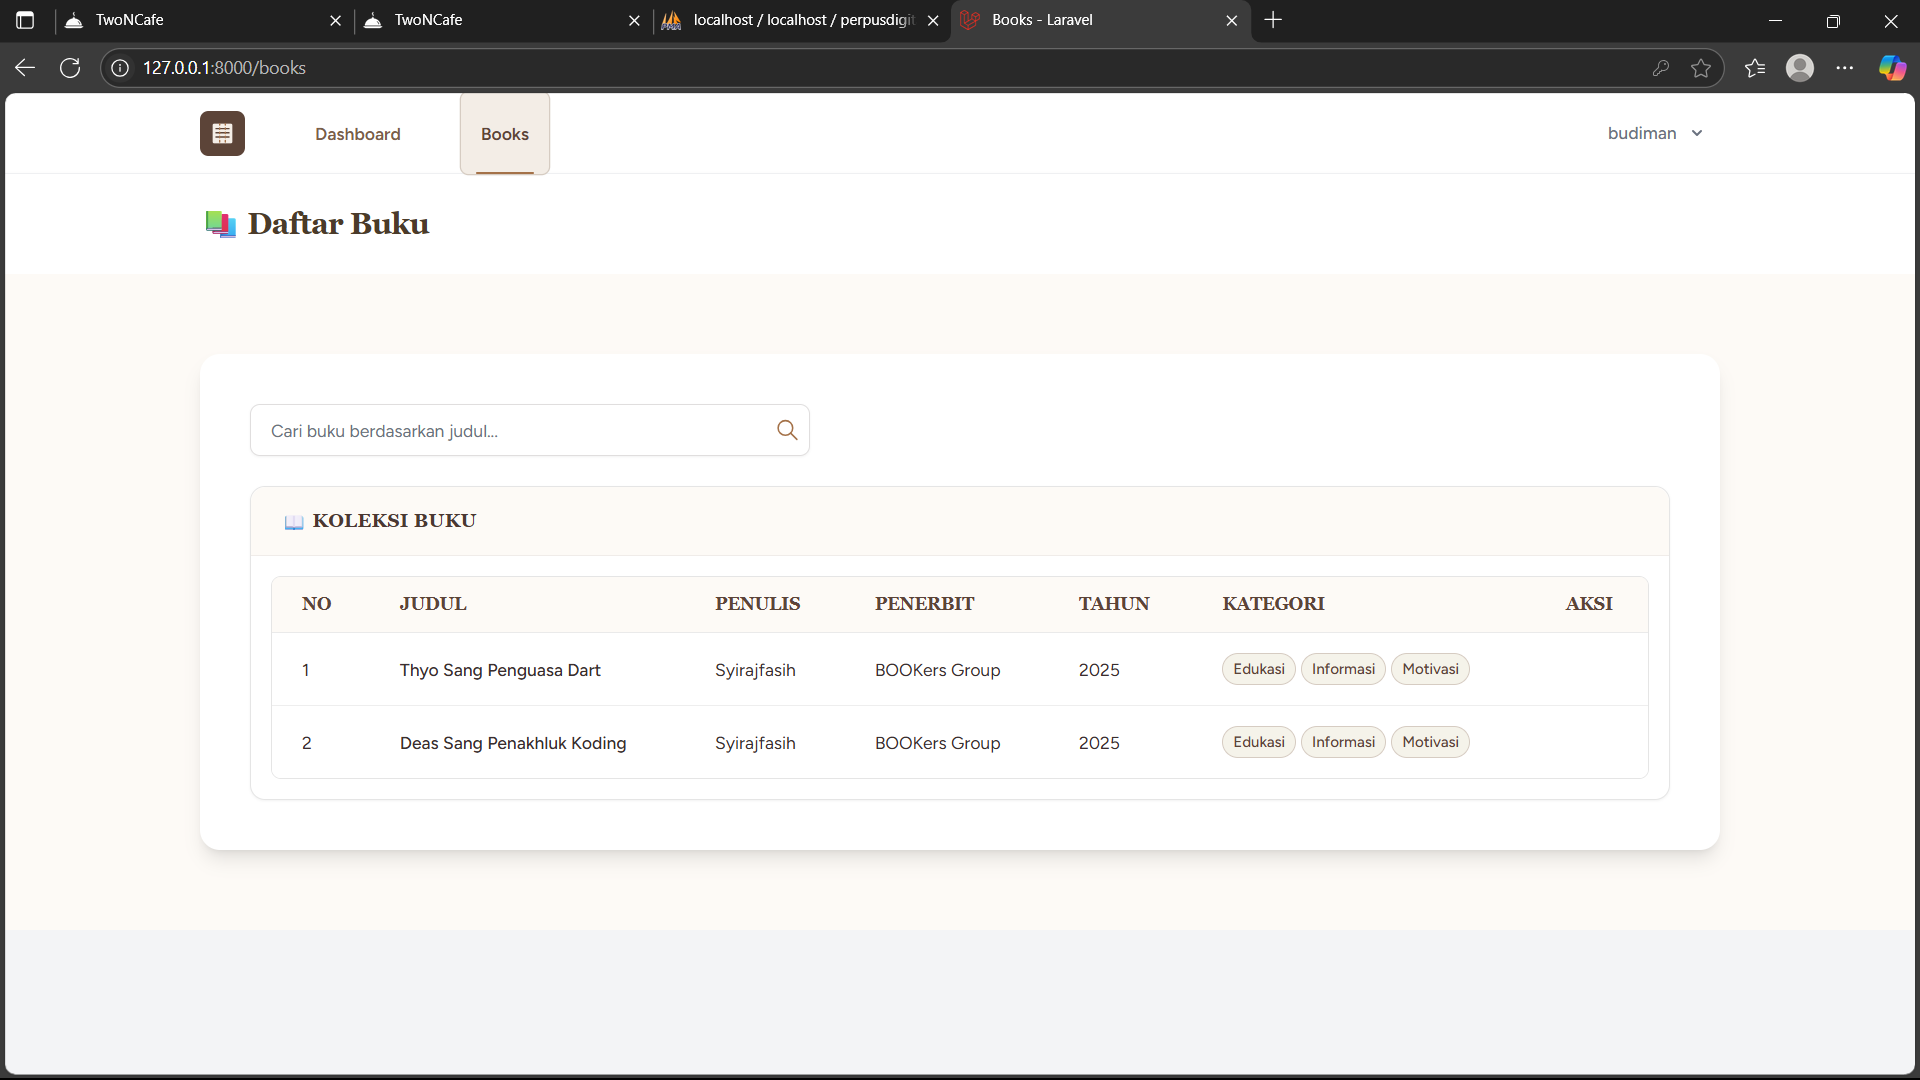 TwoNCafe
TwoNCafe
localhost / localhost / perpusdigit
Books - Laravel
127.0.0.1:8000/books
Dashboard
Books
budiman
Daftar Buku
Cari buku berdasarkan judul...
KOLEKSI BUKU
NO JUDUL PENULIS PENERBIT TAHUN KATEGORI AKSI
1 Thyo Sang Penguasa Dart Syirajfasih BOOKers Group 2025 Edukasi Informasi Motivasi
2 Deas Sang Penakhluk Koding Syirajfasih BOOKers Group 2025 Edukasi Informasi Motivasi